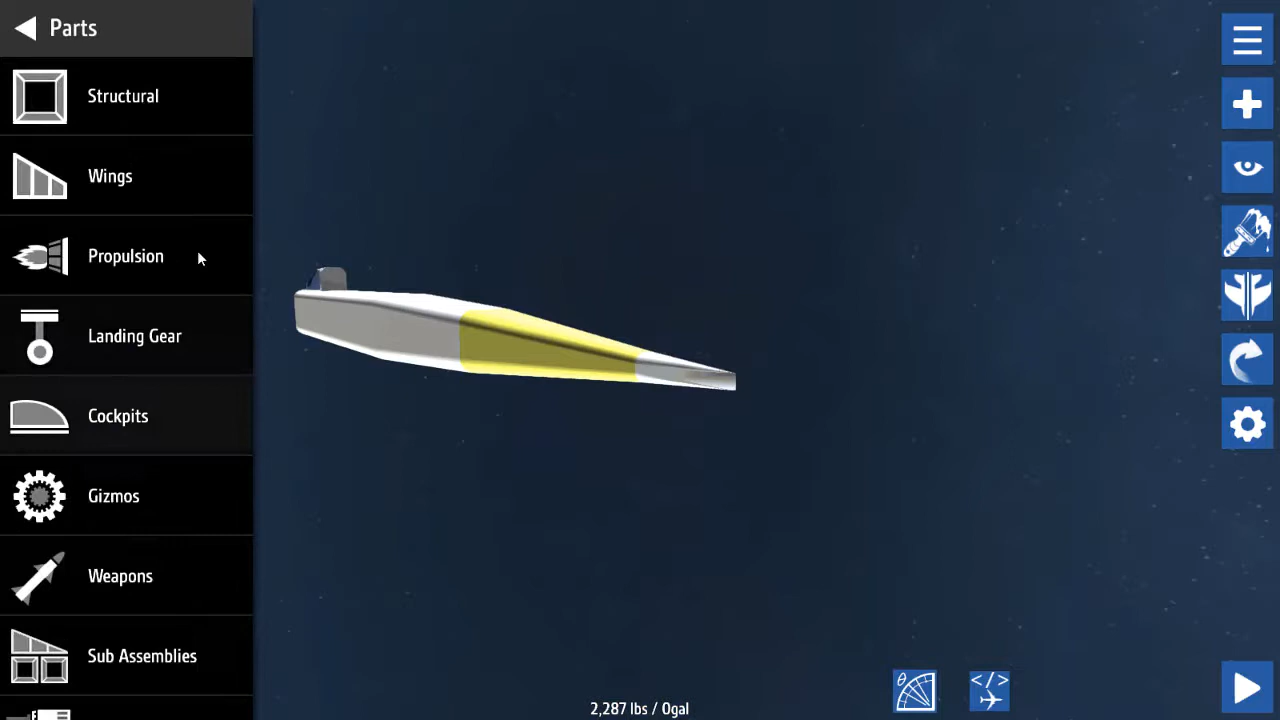 Parts
Structural
Wings
Propulsion
Landing Gear
Cockpits
Gizmos
Weapons
Sub Assemblies
θ
</>
2,287 lbs / 0gal